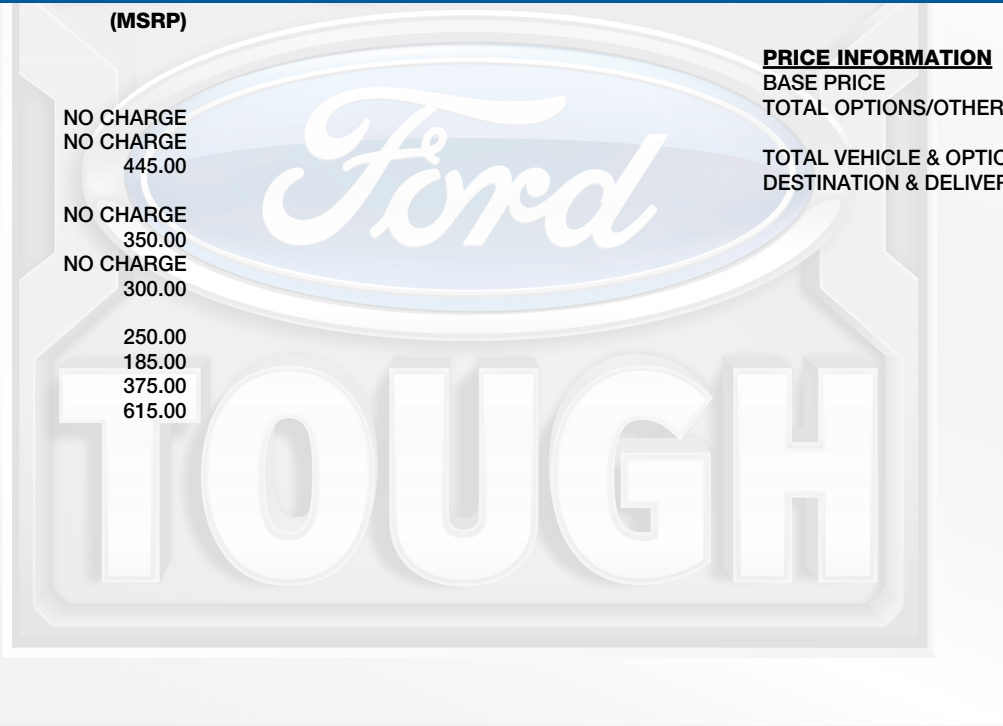 (MSRP)
NO CHARGE
NO CHARGE
445.00
NO CHARGE
350.00
NO CHARGE
300.00
250.00
185.00
375.00
615.00
PRICE INFORMATION
BASE PRICE
TOTAL OPTIONS/OTHER
TOTAL VEHICLE & OPTIO
DESTINATION & DELIVER
Ford
TOUGH